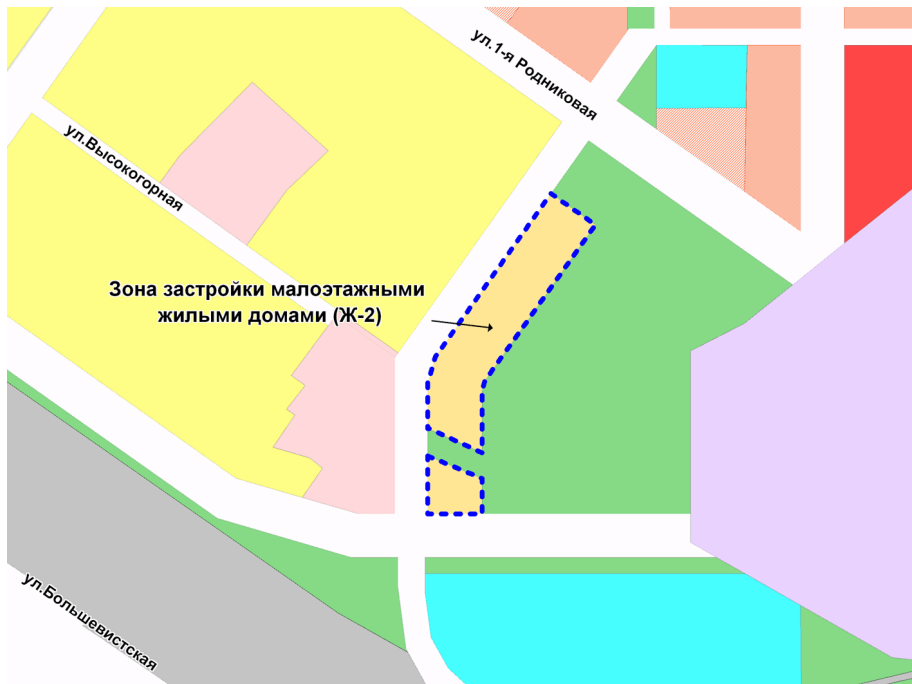 ул.1-я Родниковая
ул.Высокогорная
Зона застройки малоэтажными
жилыми домами (Ж-2)
ул.Большевистская